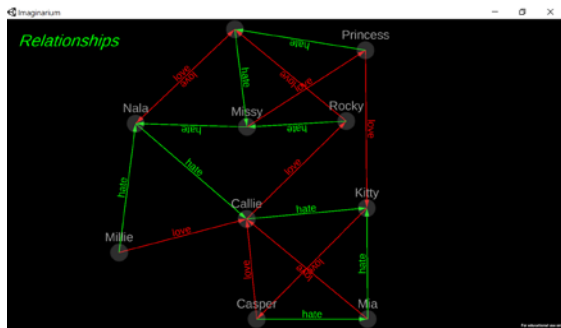 Imaginarium
Relationships
Princess
hate
love
love
hate
love
Nala
Missy
Rocky
hate
hate
love
hate
love
hate
Callie
Kitty
hate
Millie
love
love
love
hate
Casper
hate
Mia